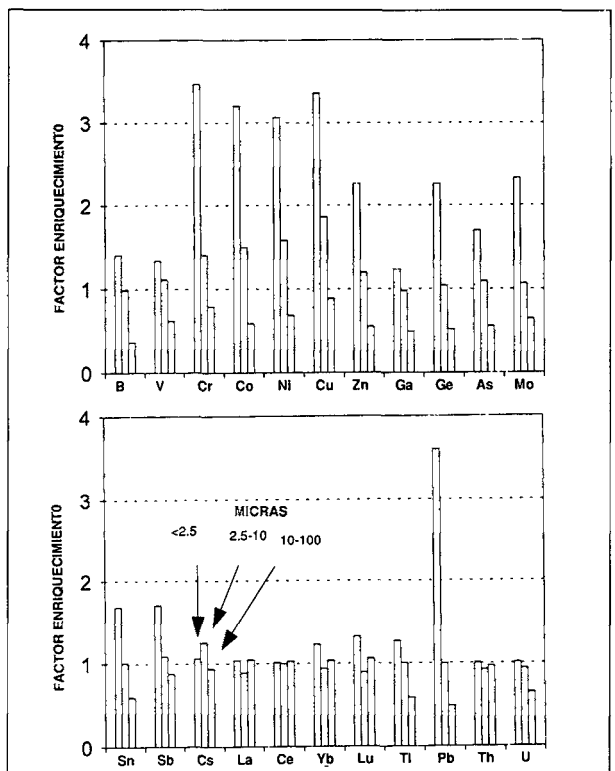 4
3
2
1
0
FACTOR ENRIQUECIMIENTO
B V Cr Co Ni Cu Zn Ga Ge As Mo
4
3
2
1
0
FACTOR ENRIQUECIMIENTO
MICRAS
<2.5 2.5-10 10-100
Sn Sb Cs La Ce Yb Lu Tl Pb Th U